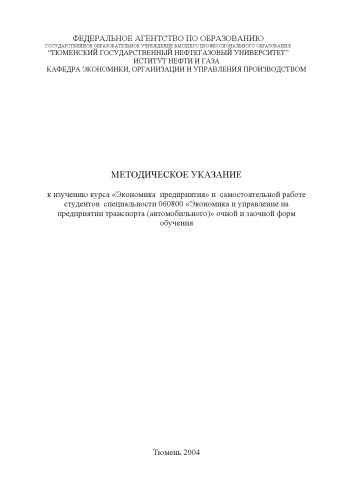 ФЕДЕРАЛЬНОЕ АГЕНТСТВО ПО ОБРАЗОВАНИЮ
ГОСУДАРСТВЕННОЕ ОБРАЗОВАТЕЛЬНОЕ УЧРЕЖДЕНИЕ ВЫСШЕГО ПРОФЕССИОНАЛЬНОГО ОБРАЗОВАНИЯ
“ТЮМЕНСКИЙ ГОСУДАРСТВЕННЫЙ НЕФТЕГАЗОВЫЙ УНИВЕРСИТЕТ”
ИСТИТУТ НЕФТИ И ГАЗА
КАФЕДРА ЭКОНОМИКИ, ОРГАНИЗАЦИИ И УПРАВЛЕНИЯ ПРОИЗВОДСТВОМ
МЕТОДИЧЕСКОЕ УКАЗАНИЕ
к изучению курса «Экономика предприятия» и самостоятельной работе
студентов специальности 060800 «Экономика и управление на
предприятии транспорта (автомобильного)» очной и заочной форм
обучения
Тюмень 2004